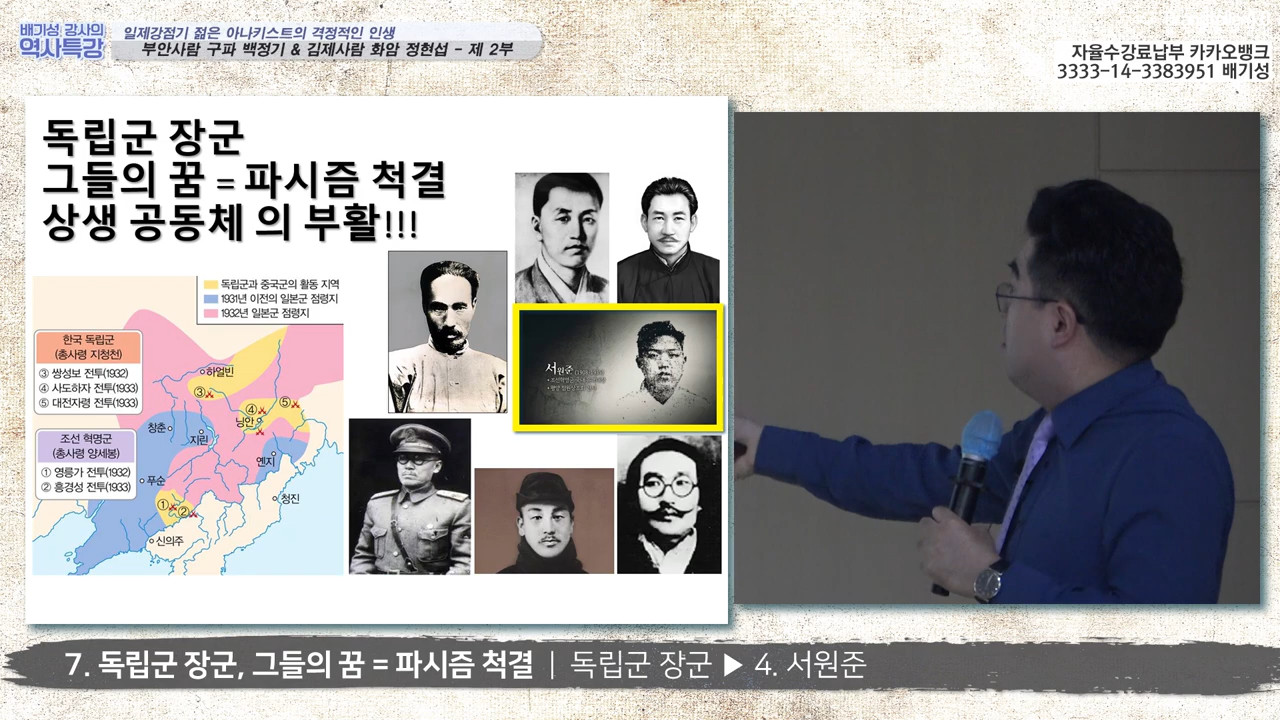 배기성 강사의
역사특강
일제강점기 젊은 아나키스트의 격정적인 인생
부안사람 구파 백정기 & 김제사람 화암 정현섭 - 제 2부
자율수강료납부 카카오뱅크
3333-14-3383951 배기성
독립군 장군
그들의 꿈 = 파시즘 척결
상생 공동체 의 부활!!!
독립군과 중국군의 활동 지역
1931년 이전의 일본군 점령지
1932년 일본군 점령지
한국 독립군
(총사령 지청천)
③ 쌍성보 전투(1932)
④ 사도하자 전투(1933)
⑤ 대전자령 전투(1933)
조선 혁명군
(총사령 양세봉)
① 영릉가 전투(1932)
② 흥경성 전투(1933)
하얼빈
③
④
⑤
닝안
창춘
지린
옌지
푸순
청진
①
②
신의주
서원준
7. 독립군 장군, 그들의 꿈 = 파시즘 척결 | 독립군 장군 ▶ 4. 서원준